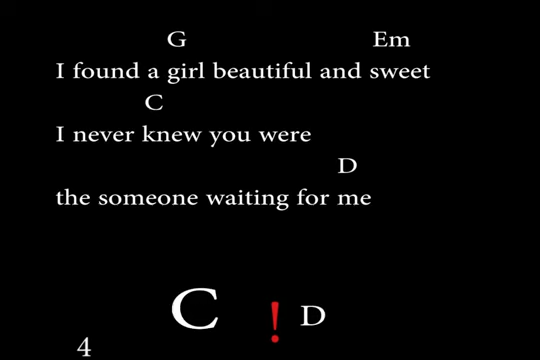 G Em
I found a girl beautiful and sweet
C
I never knew you were
D
the someone waiting for me
C ! D
4